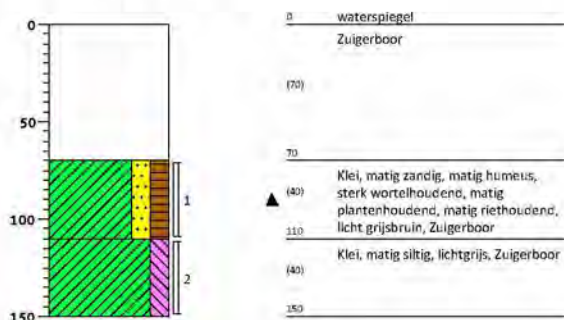 0
50
100
150
1
2
0 waterspiegel
Zuigerboor
(70)
70
Klei, matig zandig, matig humeus,
(40) sterk wortelhoudend, matig
plantenhoudend, matig riethoudend,
110 licht grijsbruin, Zuigerboor
Klei, matig siltig, lichtgrijs, Zuigerboor
(40)
150